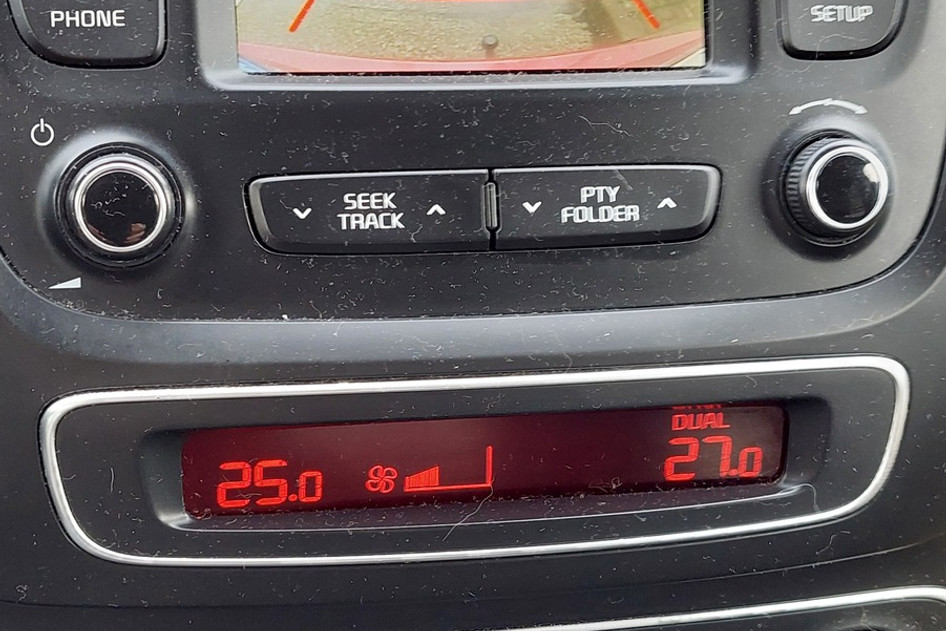 PHONE
SETUP
SEEK
TRACK
PTY
FOLDER
DUAL
25.0
27.0